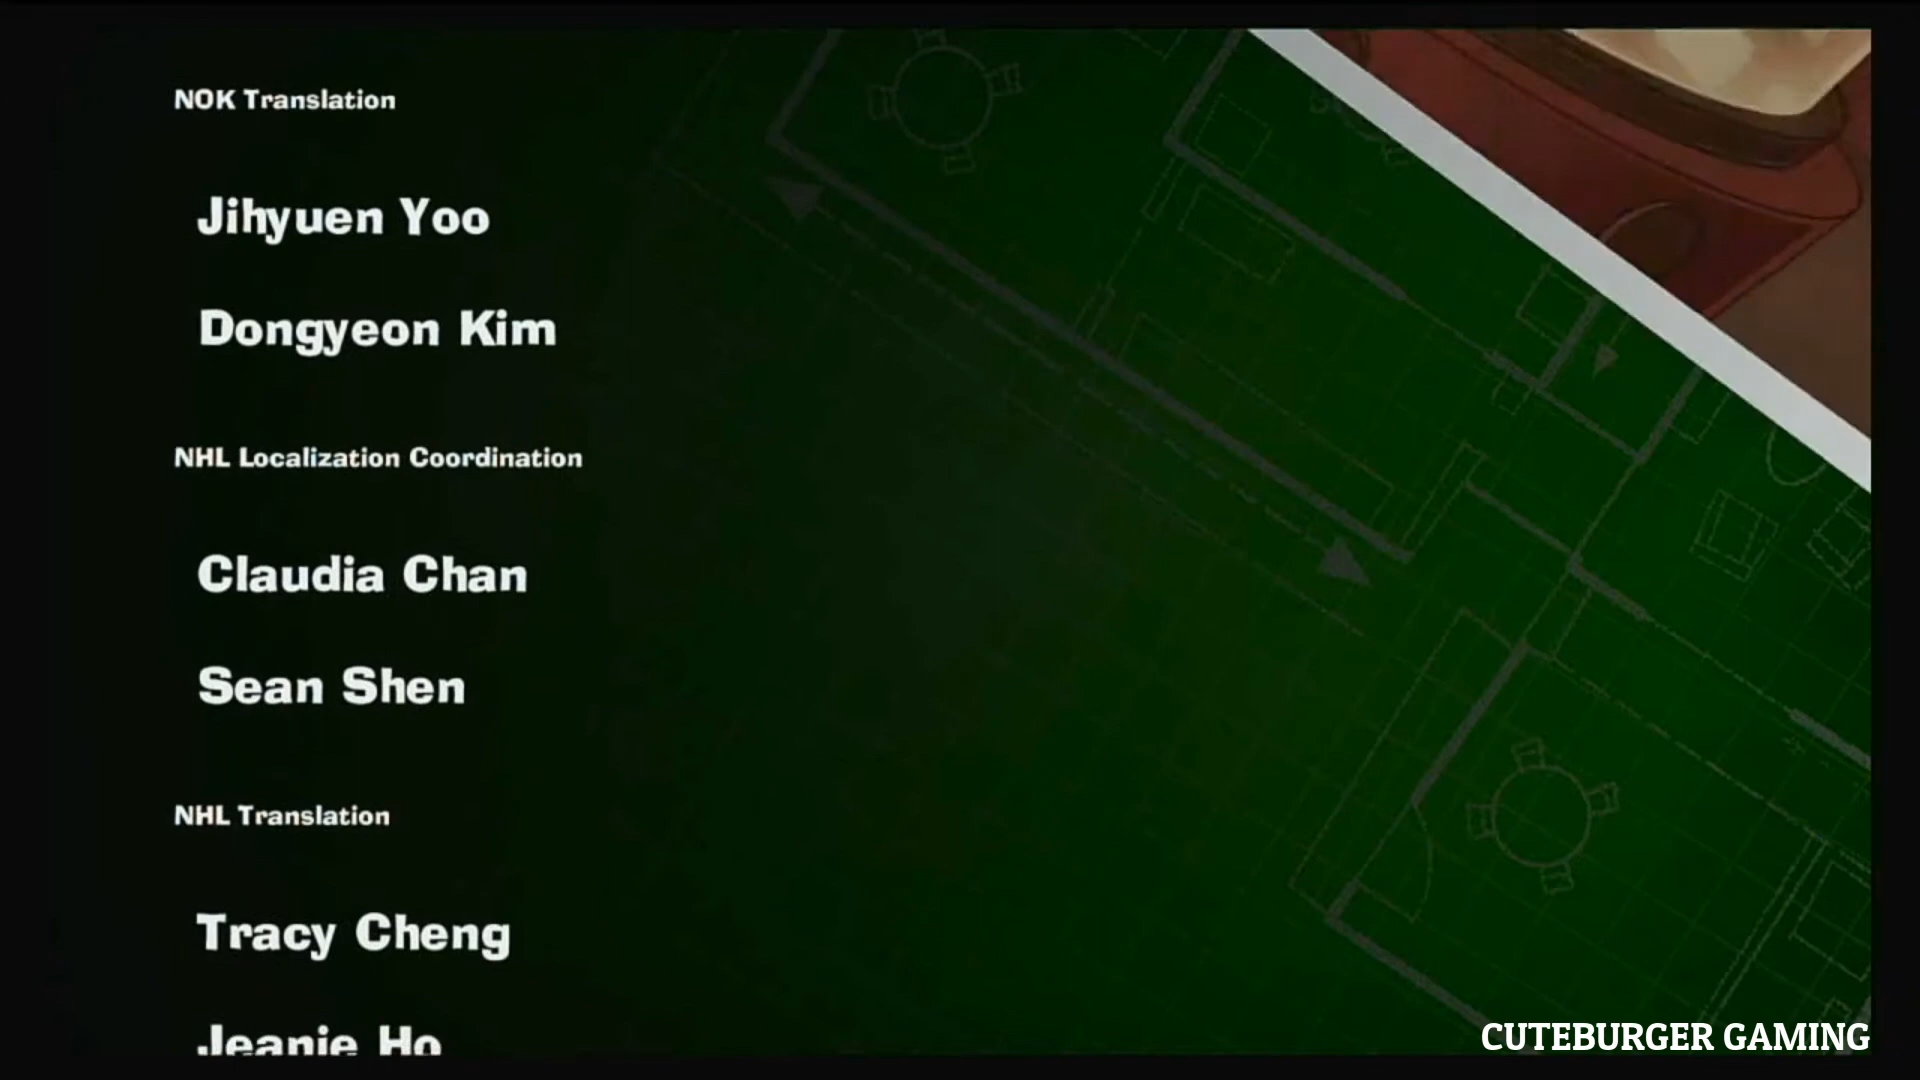 NOK Translation
Jihyuen Yoo
Dongyeon Kim
NHL Localization Coordination
Claudia Chan
Sean Shen
NHL Translation
Tracy Cheng
Jeanie Ho
CUTEBURGER GAMING